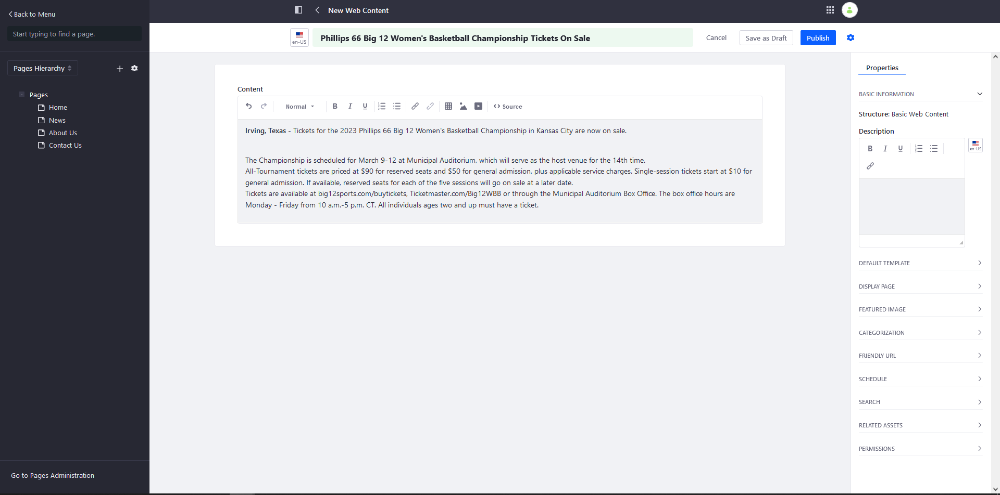 Back to Menu
Start typing to find a page.
Pages Hierarchy
Pages
Home
News
About Us
Contact Us
Go to Pages Administration
New Web Content
en-US
Phillips 66 Big 12 Women's Basketball Championship Tickets On Sale
Cancel
Save as Draft
Publish
Content
Normal
B I U
Source
Irving, Texas - Tickets for the 2023 Phillips 66 Big 12 Women's Basketball Championship in Kansas City are now on sale.
The Championship is scheduled for March 9-12 at Municipal Auditorium, which will serve as the host venue for the 14th time.
All-Tournament tickets are priced at $90 for reserved seats and $50 for general admission, plus applicable service charges. Single-session tickets start at $10 for
general admission. If available, reserved seats for each of the five sessions will go on sale at a later date.
Tickets are available at big12sports.com/buytickets, Ticketmaster.com/Big12WBB or through the Municipal Auditorium Box Office. The box office hours are
Monday - Friday from 10 a.m.-5 p.m. CT. All individuals ages two and up must have a ticket.
Properties
BASIC INFORMATION
Structure: Basic Web Content
Description
B I U
en-US
DEFAULT TEMPLATE
DISPLAY PAGE
FEATURED IMAGE
CATEGORIZATION
FRIENDLY URL
SCHEDULE
SEARCH
RELATED ASSETS
PERMISSIONS